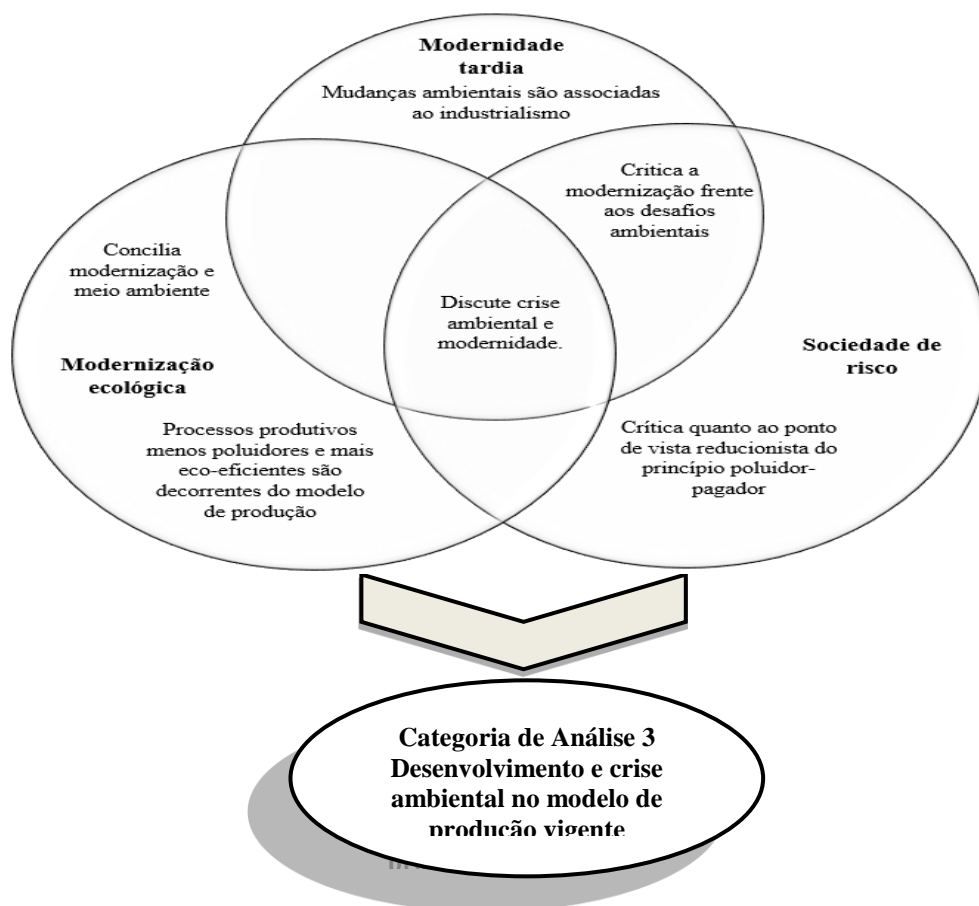 Modernidade
tardia
Mudanças ambientais são associadas
ao industrialismo
Critica a
modernização frente
aos desafios
ambientais
Concilia
modernização e
meio ambiente
Discute crise
ambiental e
modernidade.
Sociedade de
risco
Modernização
ecológica
Processos produtivos
menos poluidores e mais
eco-eficientes são
decorrentes do modelo
de produção
Crítica quanto ao ponto
de vista reducionista do
princípio poluidor-
pagador
Categoria de Análise 3
Desenvolvimento e crise
ambiental no modelo de
produção vigente